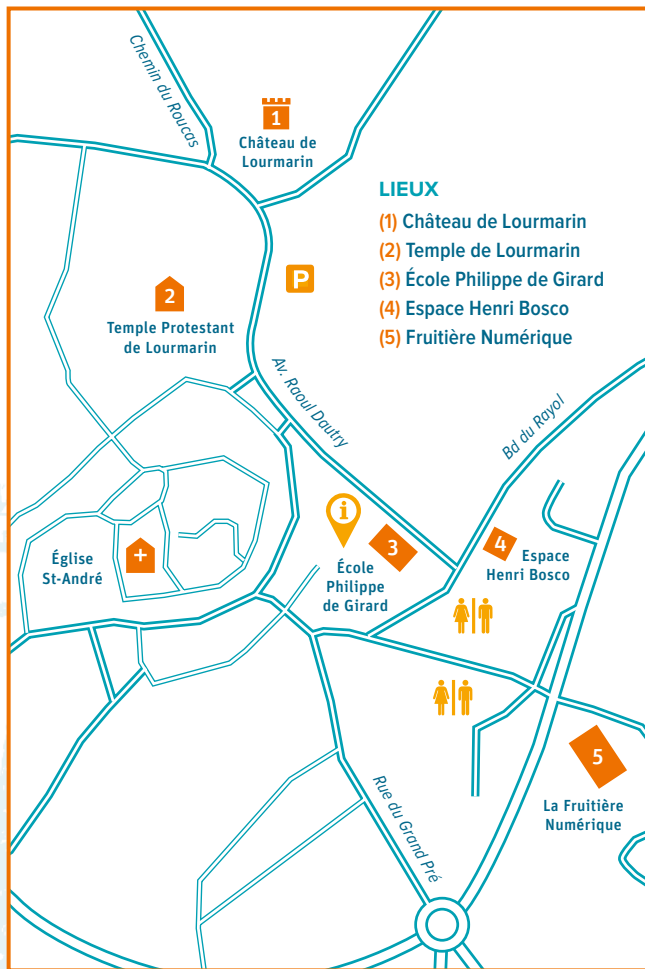 Chemin du Roucas
1
Château de
Lourmarin
LIEUX
(1) Château de Lourmarin
(2) Temple de Lourmarin
(3) École Philippe de Girard
(4) Espace Henri Bosco
(5) Fruitière Numérique
P
2
Temple Protestant
de Lourmarin
Av. Raoul Dautry
Bd du Rayol
i
3
4
Espace
Henri Bosco
Église
St-André
École
Philippe
de Girard
5
La Fruitière
Numérique
Rue du Grand Pré